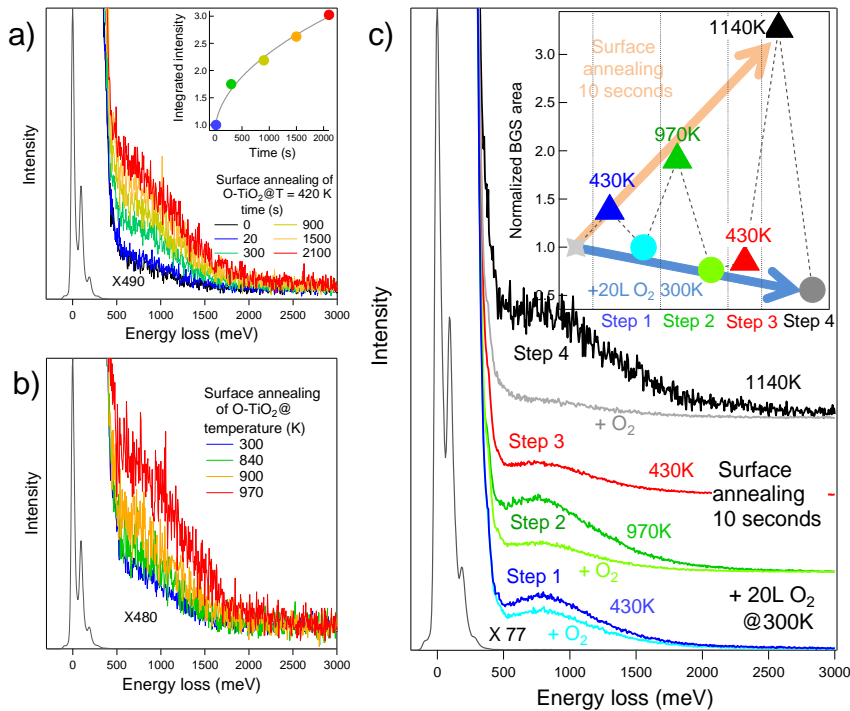 a)
Intensity
3.0
2.5
2.0
1.5
1.0
Integrated intensity
0 500 1000 1500 2000
Time (s)
Surface annealing of
O-TiO2@T = 420 K
time (s)
0 900
20 1500
300 2100
X490
0 500 1000 1500 2000 2500 3000
Energy loss (meV)
b)
Intensity
Surface annealing
of O-TiO2@
temperature (K)
300
840
900
970
X480
0 500 1000 1500 2000 2500 3000
Energy loss (meV)
c)
Intensity
Normalized BGS area
3.0
2.5
2.0
1.5
1.0
0.5
1140K
Surface
annealing
10 seconds
970K
430K
430K
+20L O2 300K
Step 1 Step 2 Step 3 Step 4
Step 4
1140K
+ O2
Step 3
430K
Surface
annealing
10 seconds
Step 2
970K
+ O2
Step 1
430K
+ 20L O2
@300K
X 77
+ O2
0 500 1000 1500 2000 2500 3000
Energy loss (meV)